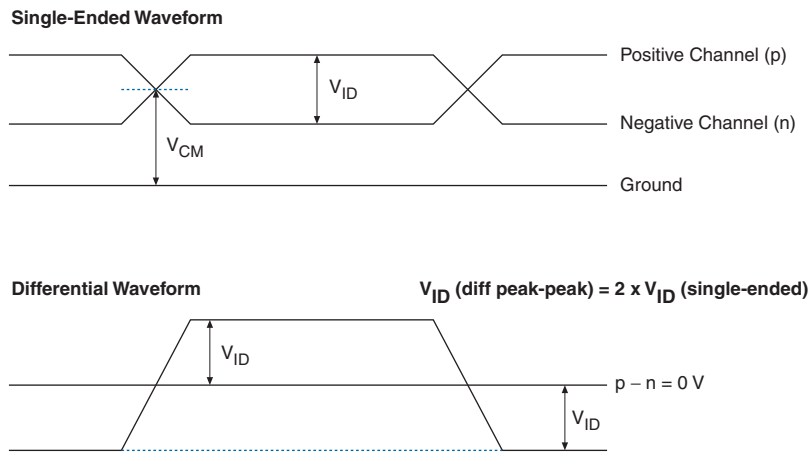 Single-Ended Waveform
Positive Channel (p)
V_ID
Negative Channel (n)
V_CM
Ground
Differential Waveform
V_ID (diff peak-peak) = 2 x V_ID (single-ended)
V_ID
p – n = 0 V
V_ID